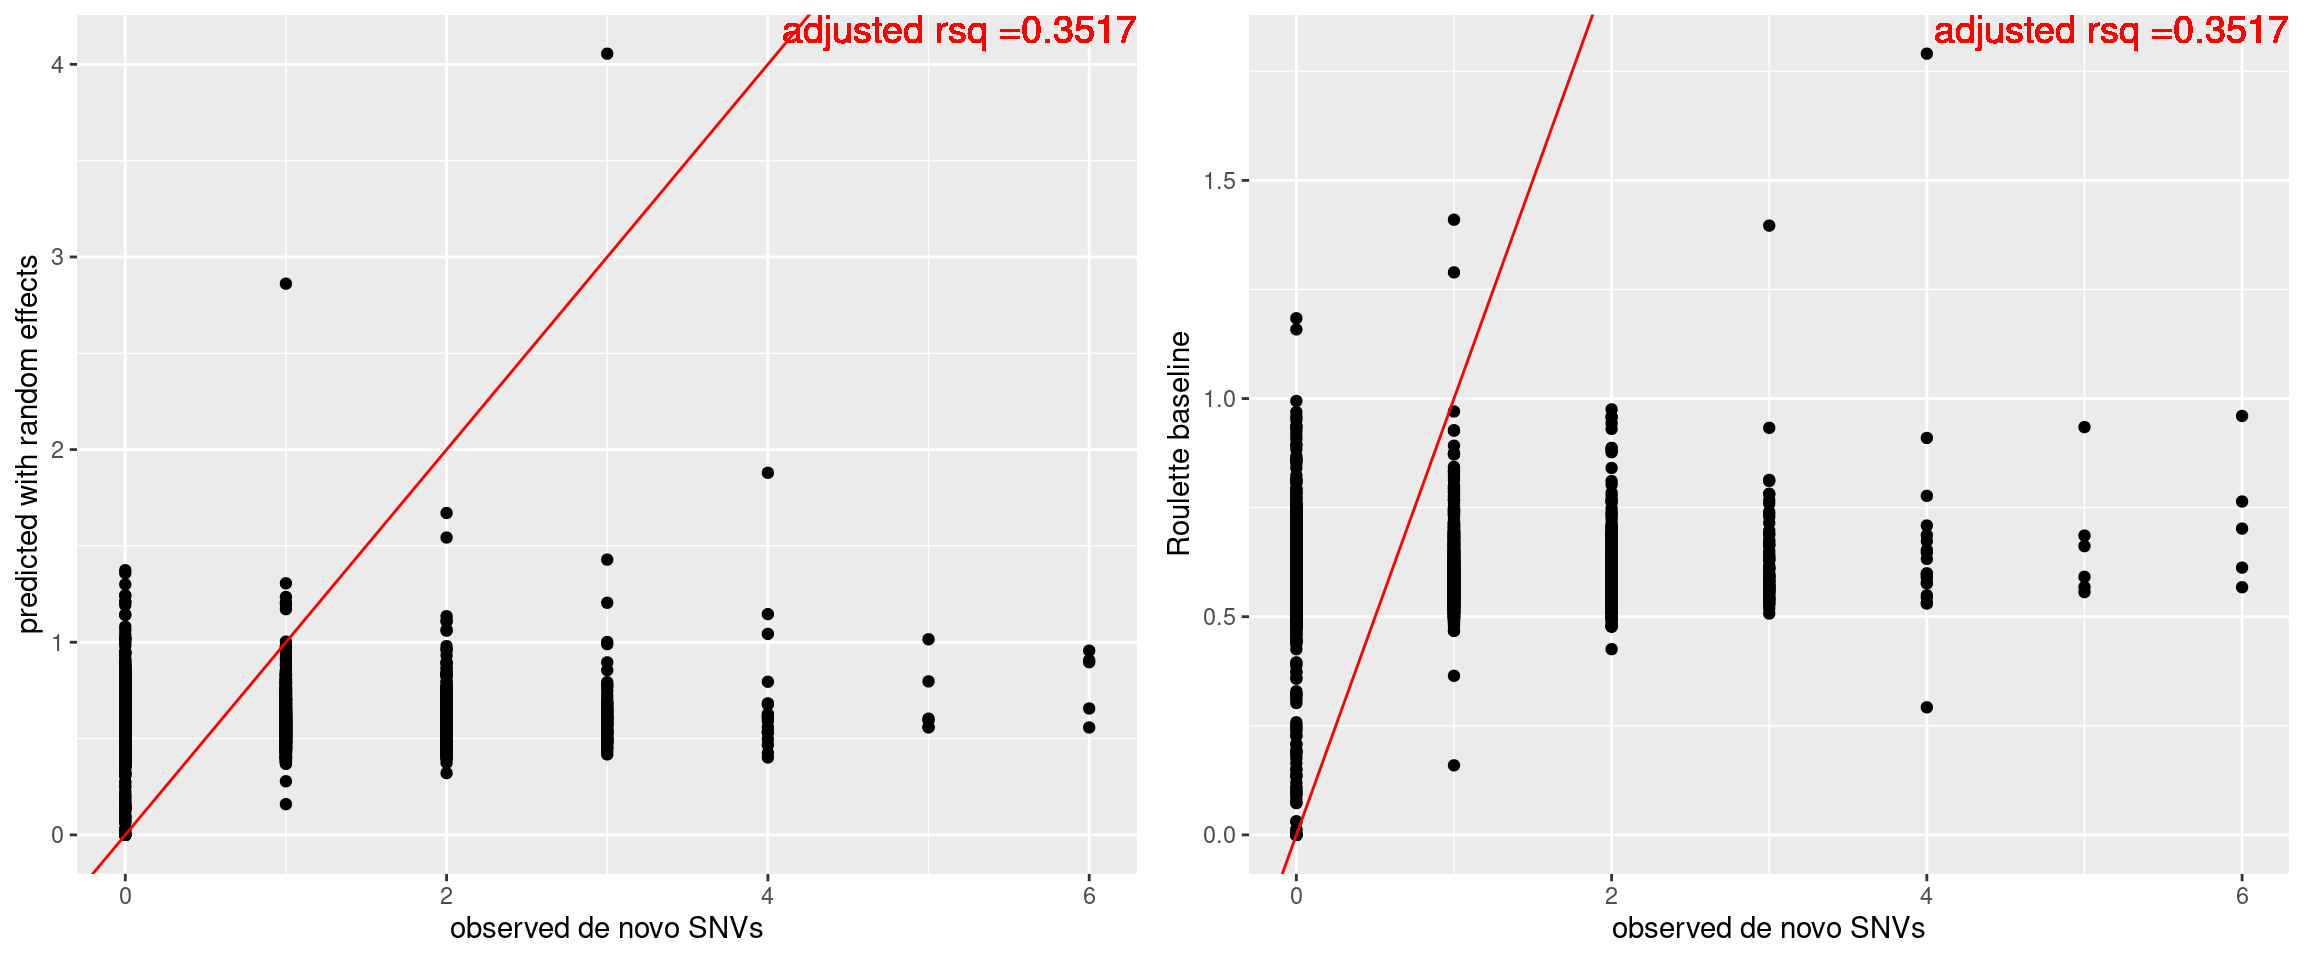 adjusted rsq =0.3517
4
3
2
1
0
predicted with random effects
0
2
4
6
observed de novo SNVs
adjusted rsq =0.3517
1.5
1.0
0.5
0.0
Roulette baseline
0
2
4
6
observed de novo SNVs